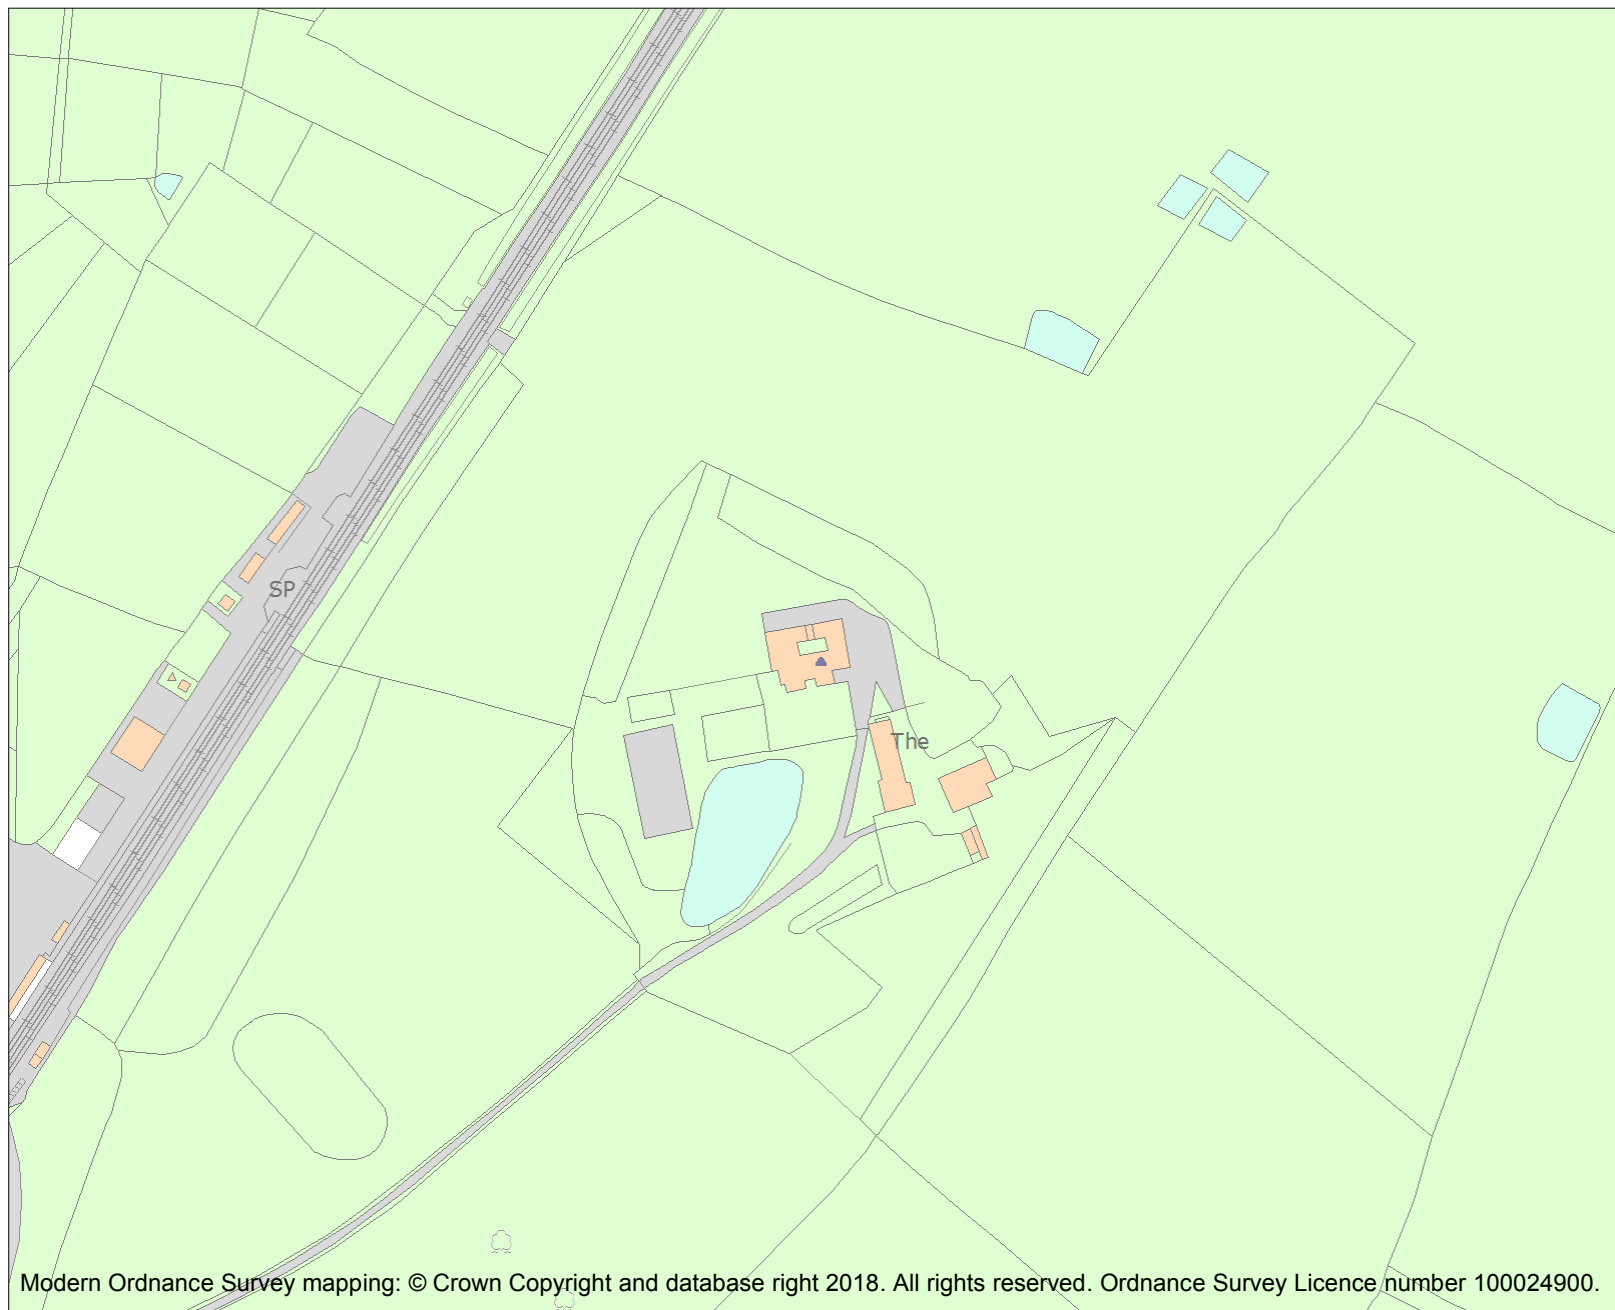 SP
The
Modern Ordnance Survey mapping: © Crown Copyright and database right 2018. All rights reserved. Ordnance Survey Licence number 100024900.